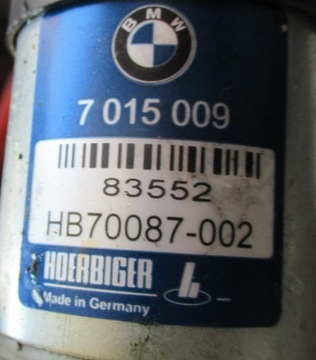 BMW
7 015 009
83552
HB70087-002
HOERBIGER
Made in Germany